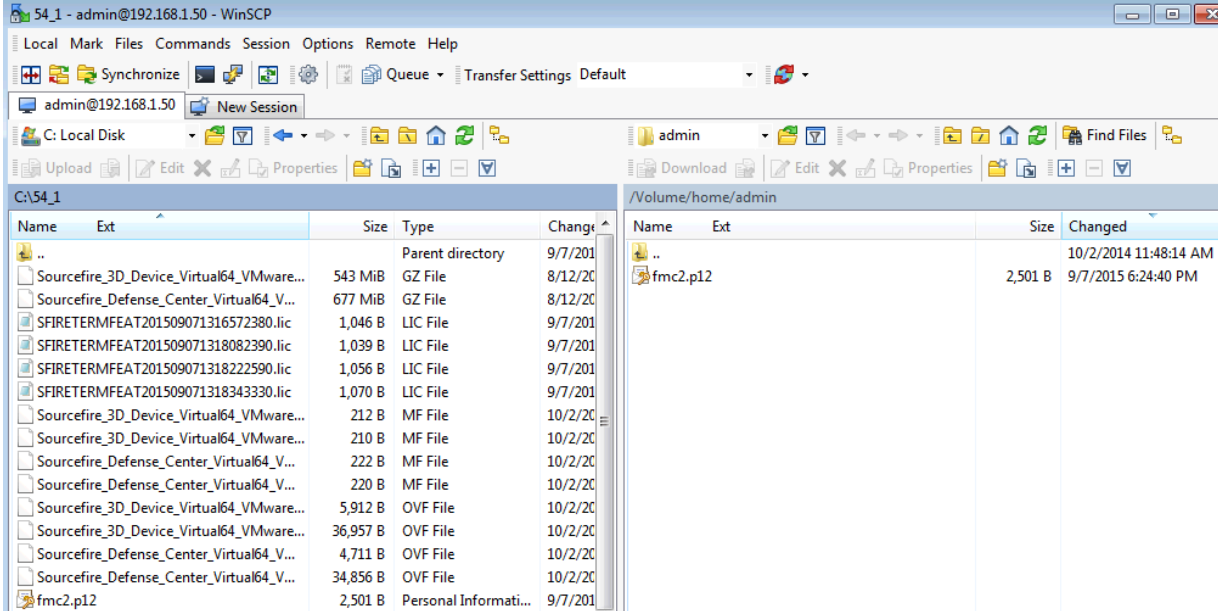 54_1 - admin@192.168.1.50 - WinSCP
Local Mark Files Commands Session Options Remote Help
Synchronize Queue Transfer Settings Default
admin@192.168.1.50 New Session
C: Local Disk admin Find Files
Upload Edit Properties Download Edit Properties
C:\54_1 /Volume/home/admin
Name Ext Size Type Change Name Ext Size Changed
.. Parent directory 9/7/201 .. 10/2/2014 11:48:14 AM
Sourcefire_3D_Device_Virtual64_VMware... 543 MiB GZ File 8/12/20 fmc2.p12 2,501 B 9/7/2015 6:24:40 PM
Sourcefire_Defense_Center_Virtual64_V... 677 MiB GZ File 8/12/20
SFIRETERMFEAT201509071316572380.lic 1,046 B LIC File 9/7/201
SFIRETERMFEAT201509071318082390.lic 1,039 B LIC File 9/7/201
SFIRETERMFEAT201509071318222590.lic 1,056 B LIC File 9/7/201
SFIRETERMFEAT201509071318343330.lic 1,070 B LIC File 9/7/201
Sourcefire_3D_Device_Virtual64_VMware... 212 B MF File 10/2/20
Sourcefire_3D_Device_Virtual64_VMware... 210 B MF File 10/2/20
Sourcefire_Defense_Center_Virtual64_V... 222 B MF File 10/2/20
Sourcefire_Defense_Center_Virtual64_V... 220 B MF File 10/2/20
Sourcefire_3D_Device_Virtual64_VMware... 5,912 B OVF File 10/2/20
Sourcefire_3D_Device_Virtual64_VMware... 36,957 B OVF File 10/2/20
Sourcefire_Defense_Center_Virtual64_V... 4,711 B OVF File 10/2/20
Sourcefire_Defense_Center_Virtual64_V... 34,856 B OVF File 10/2/20
fmc2.p12 2,501 B Personal Informati... 9/7/201